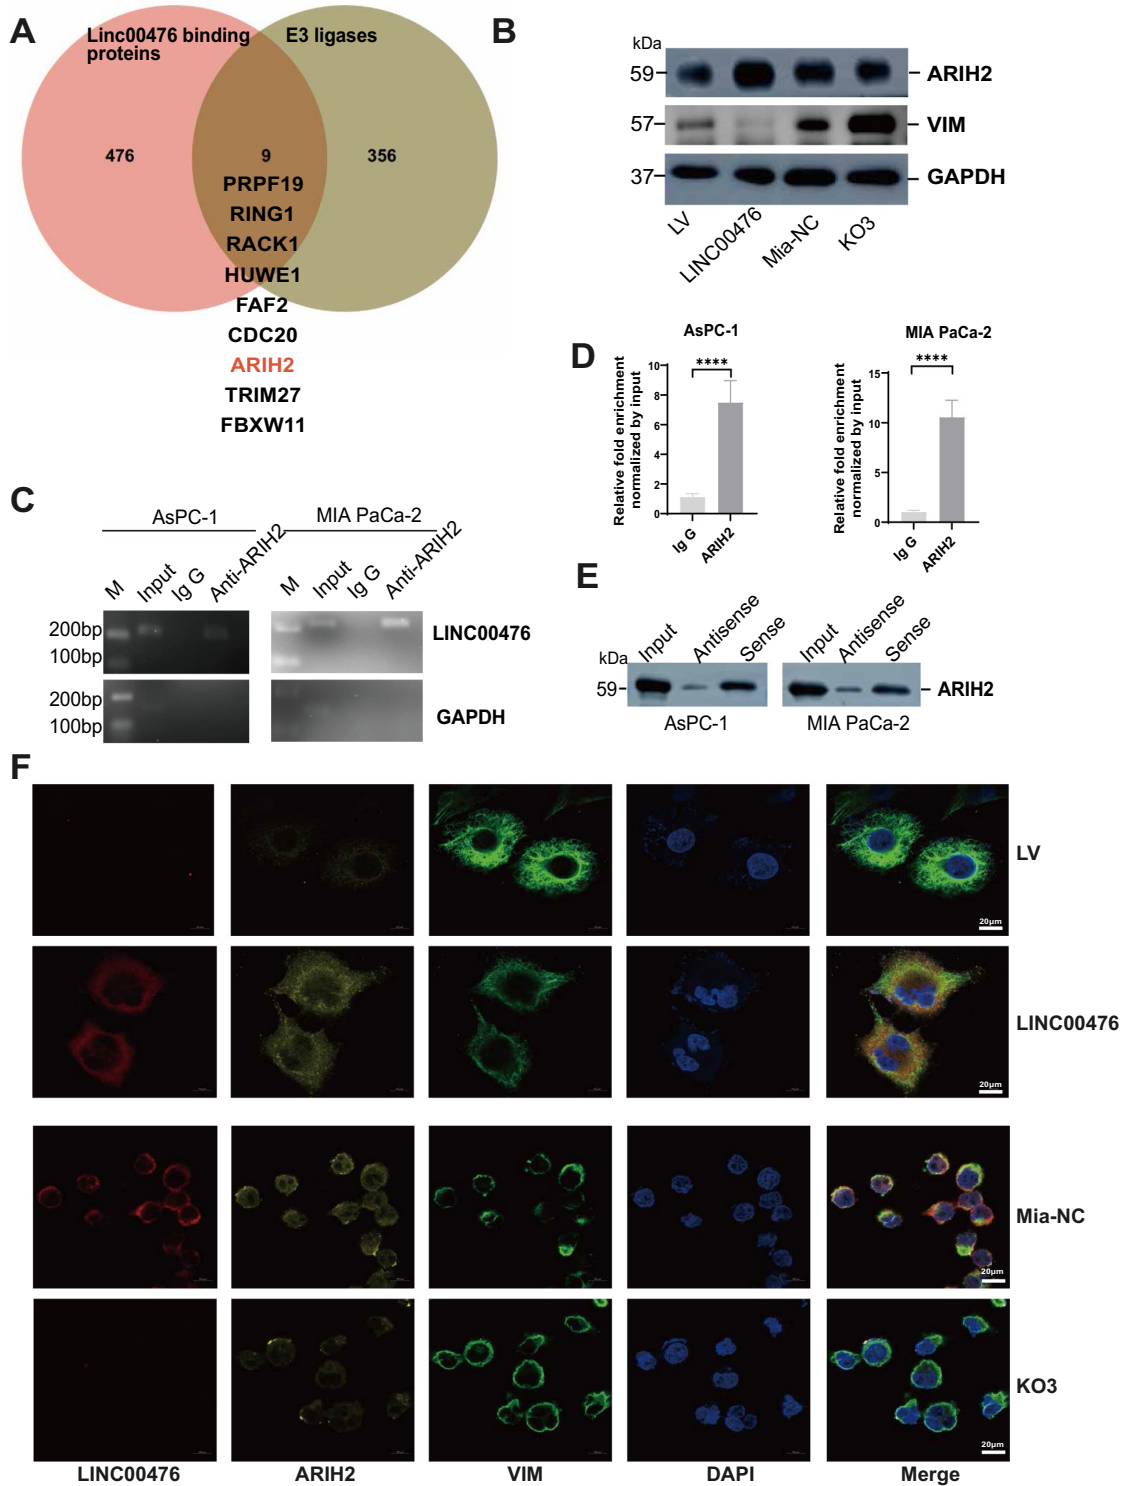 A
Linc00476 binding
proteins
E3 ligases
476
9
356
PRPF19
RING1
RACK1
HUWE1
FAF2
CDC20
ARIH2
TRIM27
FBXW11
B
kDa
59
ARIH2
57
VIM
37
GAPDH
LV
LINC00476
Mia-NC
KO3
C
AsPC-1
MIA PaCa-2
M
Input
Ig G
Anti-ARIH2
M
Input
Ig G
Anti-ARIH2
200bp
100bp
LINC00476
200bp
100bp
GAPDH
D
AsPC-1
Relative fold enrichment
normalized by input
10
8
6
4
2
0
****
Ig G
ARIH2
MIA PaCa-2
Relative fold enrichment
normalized by input
15
10
5
0
****
Ig G
ARIH2
E
kDa
Input
Antisense
Sense
Input
Antisense
Sense
59
ARIH2
AsPC-1
MIA PaCa-2
F
20μm
LV
20μm
LINC00476
20μm
Mia-NC
20μm
KO3
LINC00476
ARIH2
VIM
DAPI
Merge